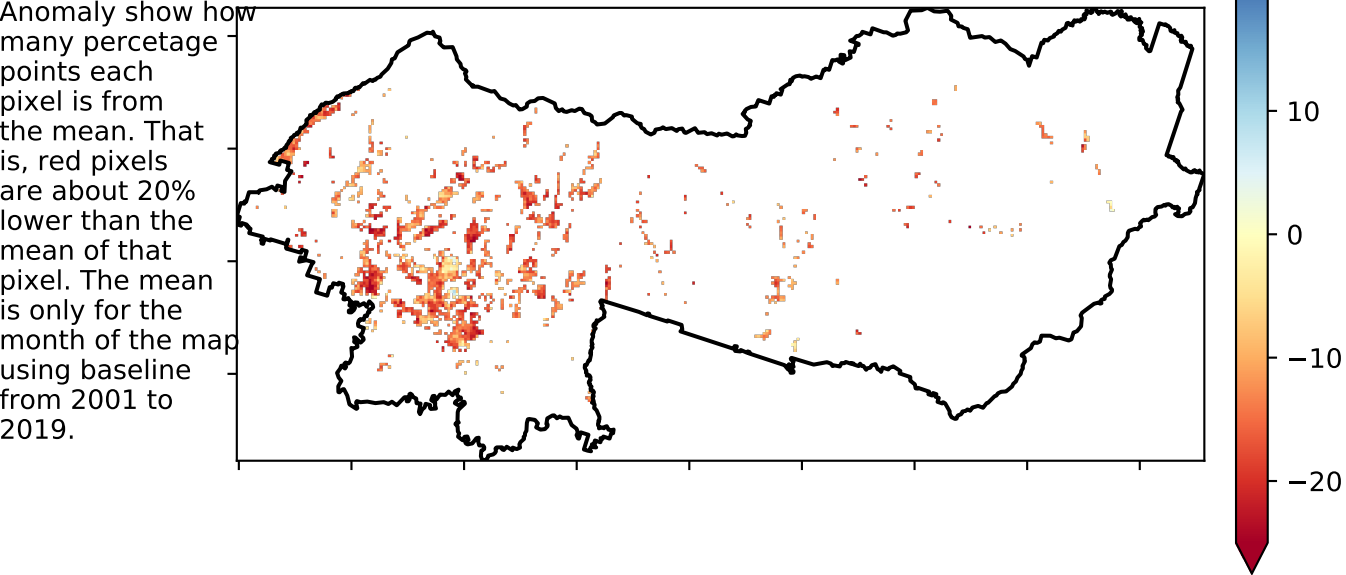 Anomaly show how
many percetage
points each
pixel is from
the mean. That
is, red pixels
are about 20%
lower than the
mean of that
pixel. The mean
is only for the
month of the map
using baseline
from 2001 to
2019.
10
0
−10
−20